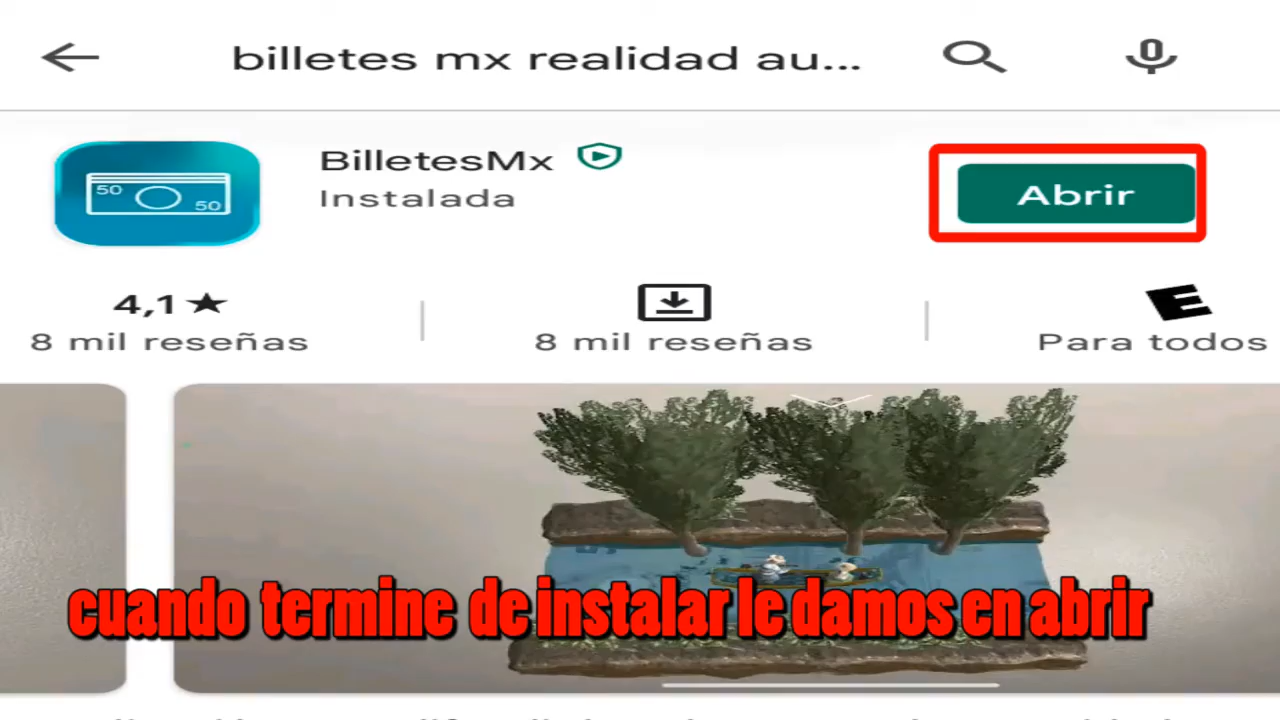 billetes mx realidad au...
50
50
BilletesMx
Instalada
Abrir
4,1★
8 mil reseñas
8 mil reseñas
E
Para todos
cuando termine de instalar le damos en abrir